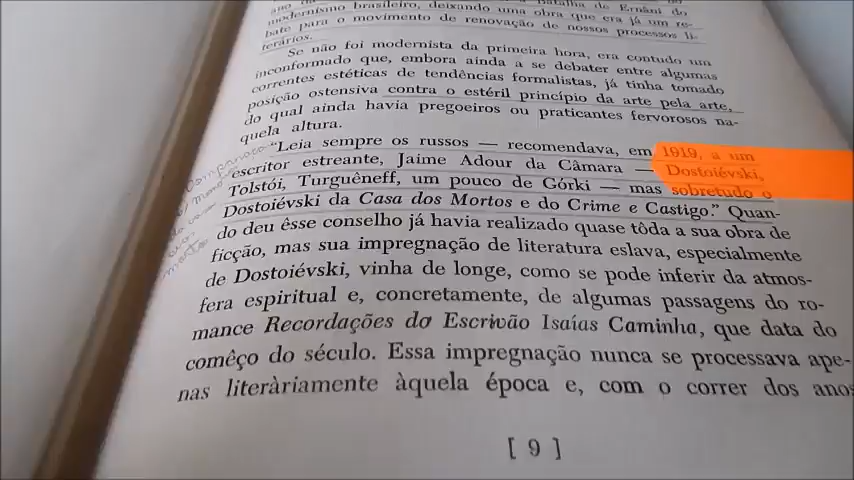 Batalha de Ernâni do
modernismo brasileiro, deixando uma obra que era já um re-
bate para o movimento de renovação de nossos processos li-
terários.
Se não foi modernista da primeira hora, era contudo um
inconformado que, embora ainda a se debater entre algumas
correntes estéticas de tendências formalistas, já tinha tomado
posição ostensiva contra o estéril princípio da arte pela arte,
do qual ainda havia pregoeiros ou praticantes fervorosos na-
quela altura.
"Leia sempre os russos — recomendava, em 1919, a um
escritor estreante, Jaime Adour da Câmara — Dostoiévski,
Tolstói, Turguêneff, um pouco de Górki — mas sobretudo o
Dostoiévski da Casa dos Mortos e do Crime e Castigo." Quan-
do deu êsse conselho já havia realizado quase tôda a sua obra de
ficção, mas sua impregnação de literatura eslava, especialmente
de Dostoiévski, vinha de longe, como se pode inferir da atmos-
fera espiritual e, concretamente, de algumas passagens do ro-
mance Recordações do Escrivão Isaías Caminha, que data do
comêço do século. Essa impregnação nunca se processava ape-
nas literàriamente àquela época e, com o correr dos anos
[ 9 ]